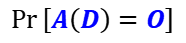 Pr [A(D) = O]